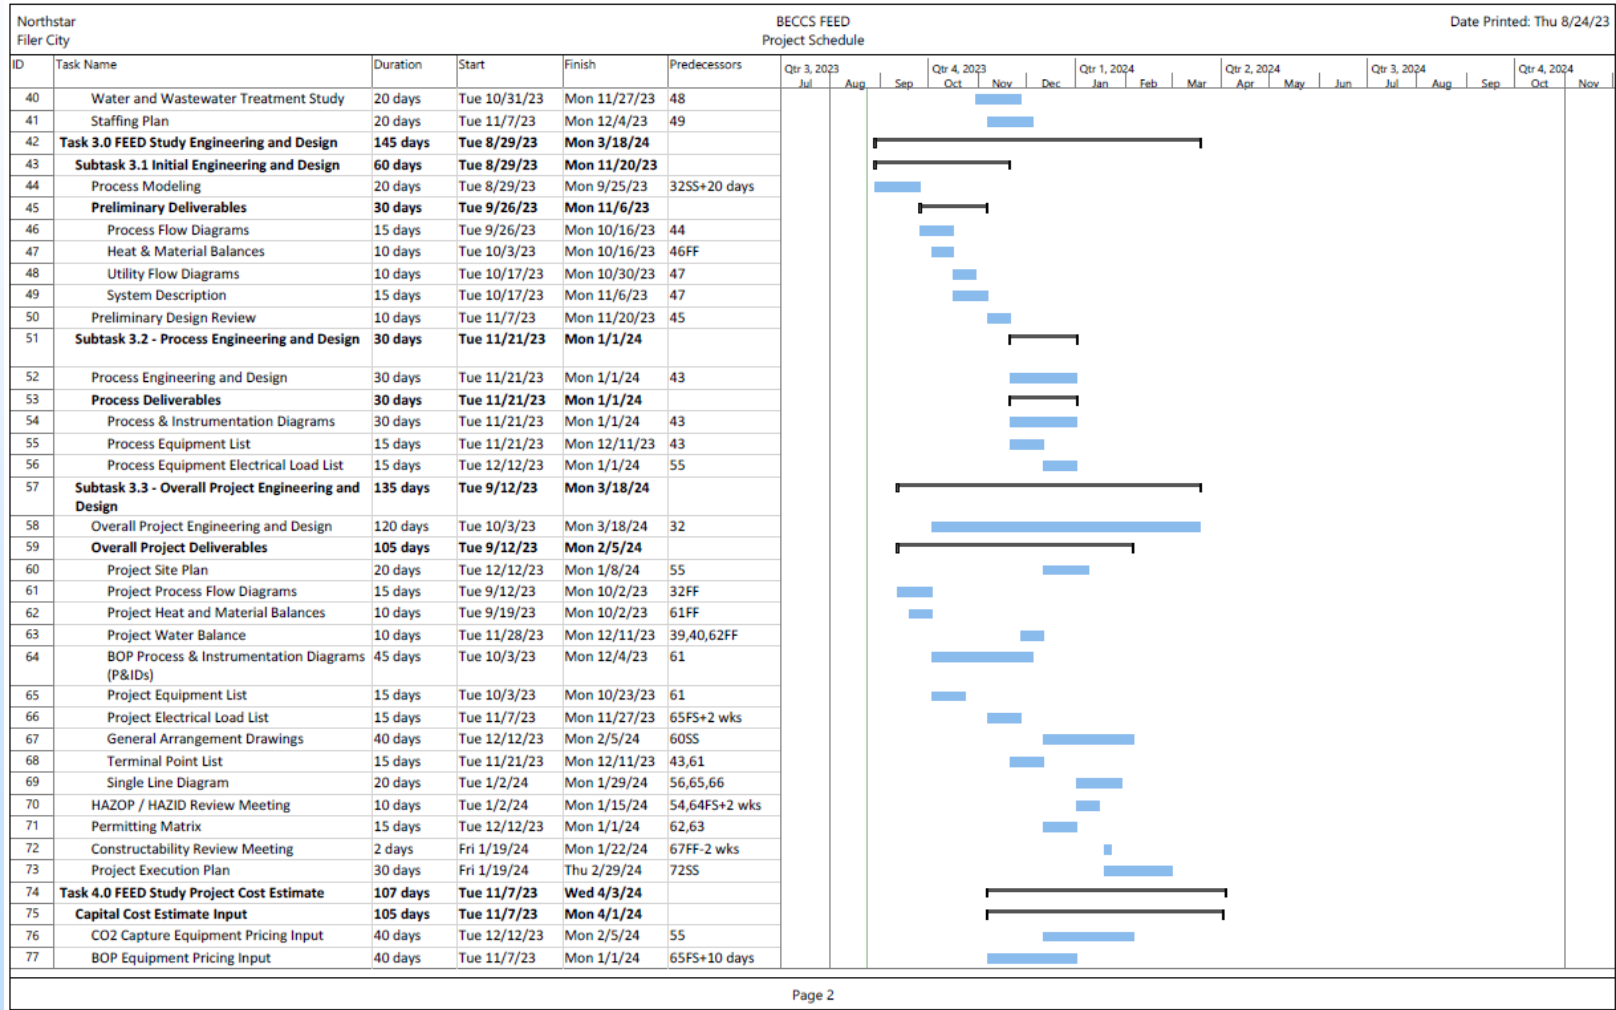 Northstar BECCS FEED Date Printed: Thu 8/24/23
Filer City Project Schedule
ID Task Name Duration Start Finish Predecessors Qtr 3, 2023 Qtr 4, 2023 Qtr 1, 2024 Qtr 2, 2024 Qtr 3, 2024 Qtr 4, 2024
Jul Aug Sep Oct Nov Dec Jan Feb Mar Apr May Jun Jul Aug Sep Oct Nov
40 Water and Wastewater Treatment Study 20 days Tue 10/31/23 Mon 11/27/23 48
41 Staffing Plan 20 days Tue 11/7/23 Mon 12/4/23 49
42 Task 3.0 FEED Study Engineering and Design 145 days Tue 8/29/23 Mon 3/18/24
43 Subtask 3.1 Initial Engineering and Design 60 days Tue 8/29/23 Mon 11/20/23
44 Process Modeling 20 days Tue 8/29/23 Mon 9/25/23 32SS+20 days
45 Preliminary Deliverables 30 days Tue 9/26/23 Mon 11/6/23
46 Process Flow Diagrams 15 days Tue 9/26/23 Mon 10/16/23 44
47 Heat & Material Balances 10 days Tue 10/3/23 Mon 10/16/23 46FF
48 Utility Flow Diagrams 10 days Tue 10/17/23 Mon 10/30/23 47
49 System Description 15 days Tue 10/17/23 Mon 11/6/23 47
50 Preliminary Design Review 10 days Tue 11/7/23 Mon 11/20/23 45
51 Subtask 3.2 - Process Engineering and Design 30 days Tue 11/21/23 Mon 1/1/24
52 Process Engineering and Design 30 days Tue 11/21/23 Mon 1/1/24 43
53 Process Deliverables 30 days Tue 11/21/23 Mon 1/1/24
54 Process & Instrumentation Diagrams 30 days Tue 11/21/23 Mon 1/1/24 43
55 Process Equipment List 15 days Tue 11/21/23 Mon 12/11/23 43
56 Process Equipment Electrical Load List 15 days Tue 12/12/23 Mon 1/1/24 55
57 Subtask 3.3 - Overall Project Engineering and 135 days Tue 9/12/23 Mon 3/18/24
Design
58 Overall Project Engineering and Design 120 days Tue 10/3/23 Mon 3/18/24 32
59 Overall Project Deliverables 105 days Tue 9/12/23 Mon 2/5/24
60 Project Site Plan 20 days Tue 12/12/23 Mon 1/8/24 55
61 Project Process Flow Diagrams 15 days Tue 9/12/23 Mon 10/2/23 32FF
62 Project Heat and Material Balances 10 days Tue 9/19/23 Mon 10/2/23 61FF
63 Project Water Balance 10 days Tue 11/28/23 Mon 12/11/23 39,40,62FF
64 BOP Process & Instrumentation Diagrams 45 days Tue 10/3/23 Mon 12/4/23 61
(P&IDs)
65 Project Equipment List 15 days Tue 10/3/23 Mon 10/23/23 61
66 Project Electrical Load List 15 days Tue 11/7/23 Mon 11/27/23 65FS+2 wks
67 General Arrangement Drawings 40 days Tue 12/12/23 Mon 2/5/24 60SS
68 Terminal Point List 15 days Tue 11/21/23 Mon 12/11/23 43,61
69 Single Line Diagram 20 days Tue 1/2/24 Mon 1/29/24 56,65,66
70 HAZOP / HAZID Review Meeting 10 days Tue 1/2/24 Mon 1/15/24 54,64FS+2 wks
71 Permitting Matrix 15 days Tue 12/12/23 Mon 1/1/24 62,63
72 Constructability Review Meeting 2 days Fri 1/19/24 Mon 1/22/24 67FF-2 wks
73 Project Execution Plan 30 days Fri 1/19/24 Thu 2/29/24 72SS
74 Task 4.0 FEED Study Project Cost Estimate 107 days Tue 11/7/23 Wed 4/3/24
75 Capital Cost Estimate Input 105 days Tue 11/7/23 Mon 4/1/24
76 CO2 Capture Equipment Pricing Input 40 days Tue 12/12/23 Mon 2/5/24 55
77 BOP Equipment Pricing Input 40 days Tue 11/7/23 Mon 1/1/24 65FS+10 days
Page 2